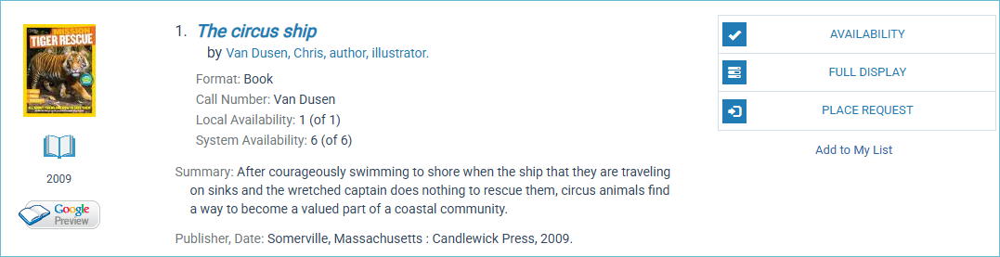 MISSION
TIGER RESCUE
1. The circus ship
by Van Dusen, Chris, author, illustrator.
Format: Book
Call Number: Van Dusen
Local Availability: 1 (of 1)
System Availability: 6 (of 6)
2009
Google
Preview
Summary: After courageously swimming to shore when the ship that they are traveling
on sinks and the wretched captain does nothing to rescue them, circus animals find
a way to become a valued part of a coastal community.
Publisher, Date: Somerville, Massachusetts : Candlewick Press, 2009.
AVAILABILITY
FULL DISPLAY
PLACE REQUEST
Add to My List